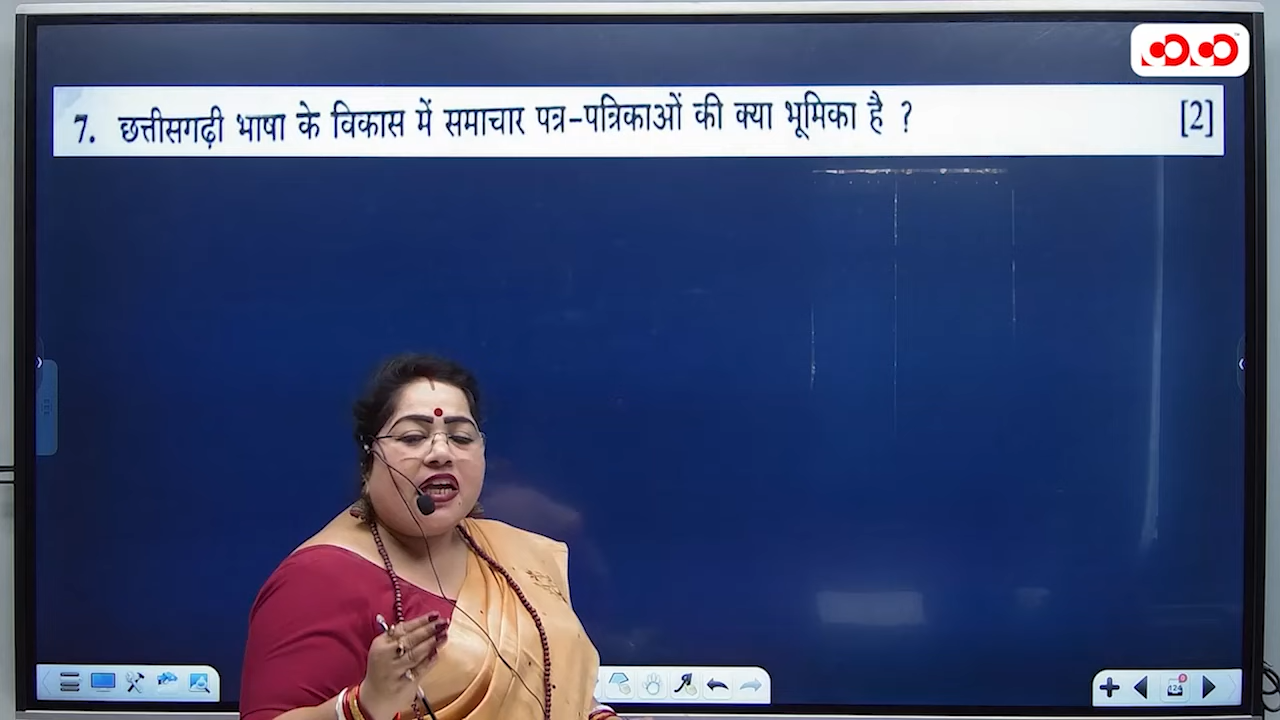 7. छत्तीसगढ़ी भाषा के विकास में समाचार पत्र-पत्रिकाओं की क्या भूमिका है ? [2]